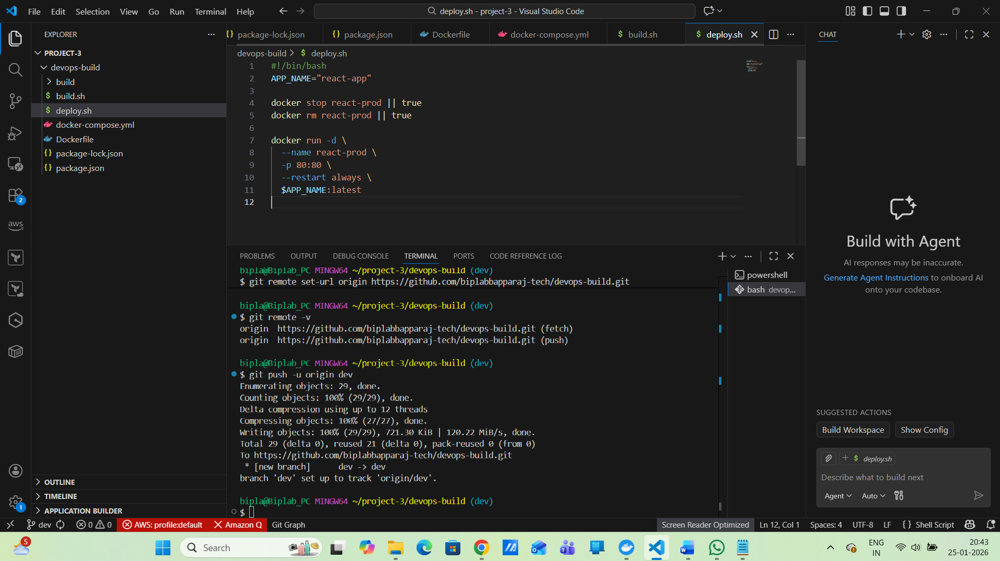 File Edit Selection View Go Run Terminal Help
deploy.sh - project-3 - Visual Studio Code
EXPLORER
PROJECT-3
devops-build
build
build.sh
deploy.sh
docker-compose.yml
Dockerfile
package-lock.json
package.json
OUTLINE
TIMELINE
APPLICATION BUILDER
2
aws
1
package-lock.json
package.json
Dockerfile
docker-compose.yml
build.sh
deploy.sh
devops-build > $ deploy.sh
1 #!/bin/bash
2 APP_NAME="react-app"
3
4 docker stop react-prod || true
5 docker rm react-prod || true
6
7 docker run -d \
8 --name react-prod \
9 -p 80:80 \
10 --restart always \
11 $APP_NAME:latest
12
PROBLEMS OUTPUT DEBUG CONSOLE TERMINAL PORTS CODE REFERENCE LOG
bipla@Biplab_PC MINGW64 ~/project-3/devops-build (dev)
$ git remote set-url origin https://github.com/biplabbapparaj-tech/devops-build.git
bipla@Biplab_PC MINGW64 ~/project-3/devops-build (dev)
$ git remote -v
origin https://github.com/biplabbapparaj-tech/devops-build.git (fetch)
origin https://github.com/biplabbapparaj-tech/devops-build.git (push)
bipla@Biplab_PC MINGW64 ~/project-3/devops-build (dev)
$ git push -u origin dev
Enumerating objects: 29, done.
Counting objects: 100% (29/29), done.
Delta compression using up to 12 threads
Compressing objects: 100% (27/27), done.
Writing objects: 100% (29/29), 721.30 KiB | 120.22 MiB/s, done.
Total 29 (delta 0), reused 21 (delta 0), pack-reused 0 (from 0)
To https://github.com/biplabbapparaj-tech/devops-build.git
* [new branch] dev -> dev
branch 'dev' set up to track 'origin/dev'.
bipla@Biplab_PC MINGW64 ~/project-3/devops-build (dev)
$
powershell
bash devop...
CHAT
Build with Agent
AI responses may be inaccurate.
Generate Agent Instructions to onboard AI
onto your codebase.
SUGGESTED ACTIONS
Build Workspace
Show Config
$ deploy.sh
Describe what to build next
Agent
Auto
dev
0 0
AWS: profile:default
Amazon Q
Git Graph
Screen Reader Optimized
Ln 12, Col 1
Spaces: 4
UTF-8
LF
{ } Shell Script
5
Search
ENG
IN
20:43
25-01-2026